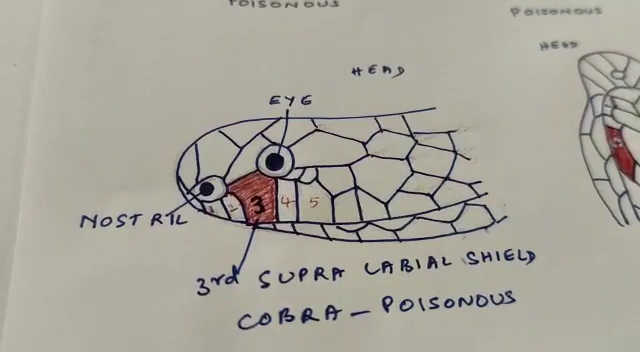 POISONOUS
POISONOUS
HEAD
HEAD
EYE
3
4
5
NOSTRIL
3rd SUPRA LABIAL SHIELD
COBRA - POISONOUS